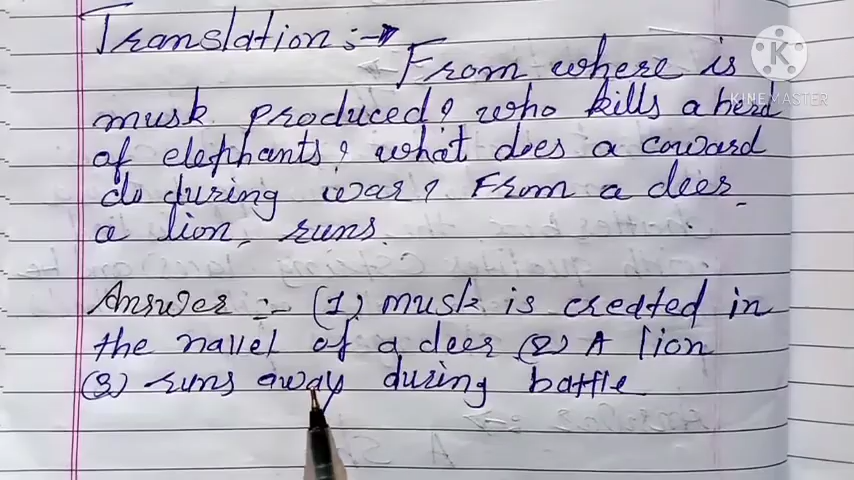 Translation :-
From where is
musk produced? who kills a herd
of elephants? what does a coward
do during war? From a deer,
a lion, runs.
Answer :- (1) musk is created in
the navel of a deer (2) A lion
(3) runs away during battle
KINEMASTER